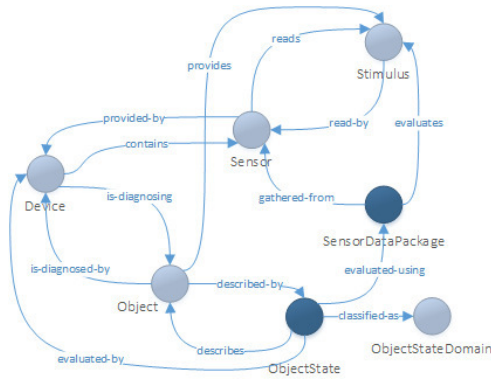 reads
Stimulus
provides
provided-by
read-by
evaluates
contains
Sensor
Device
is-diagnosing
gathered-from
SensorDataPackage
is-diagnosed-by
described-by
evaluated-using
Object
classified-as
describes
ObjectStateDomain
evaluated-by
ObjectState